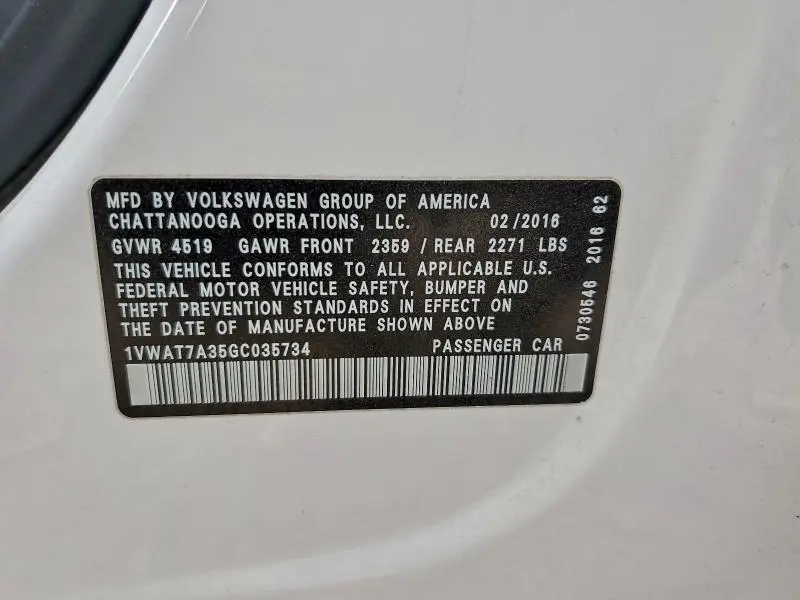 MFD BY VOLKSWAGEN GROUP OF AMERICA
CHATTANOOGA OPERATIONS, LLC. 02/2016
GVWR 4519 GAWR FRONT 2359 / REAR 2271 LBS
THIS VEHICLE CONFORMS TO ALL APPLICABLE U.S.
FEDERAL MOTOR VEHICLE SAFETY, BUMPER AND
THEFT PREVENTION STANDARDS IN EFFECT ON
THE DATE OF MANUFACTURE SHOWN ABOVE
1VWAT7A35GC035734 PASSENGER CAR
0730546 2016 62